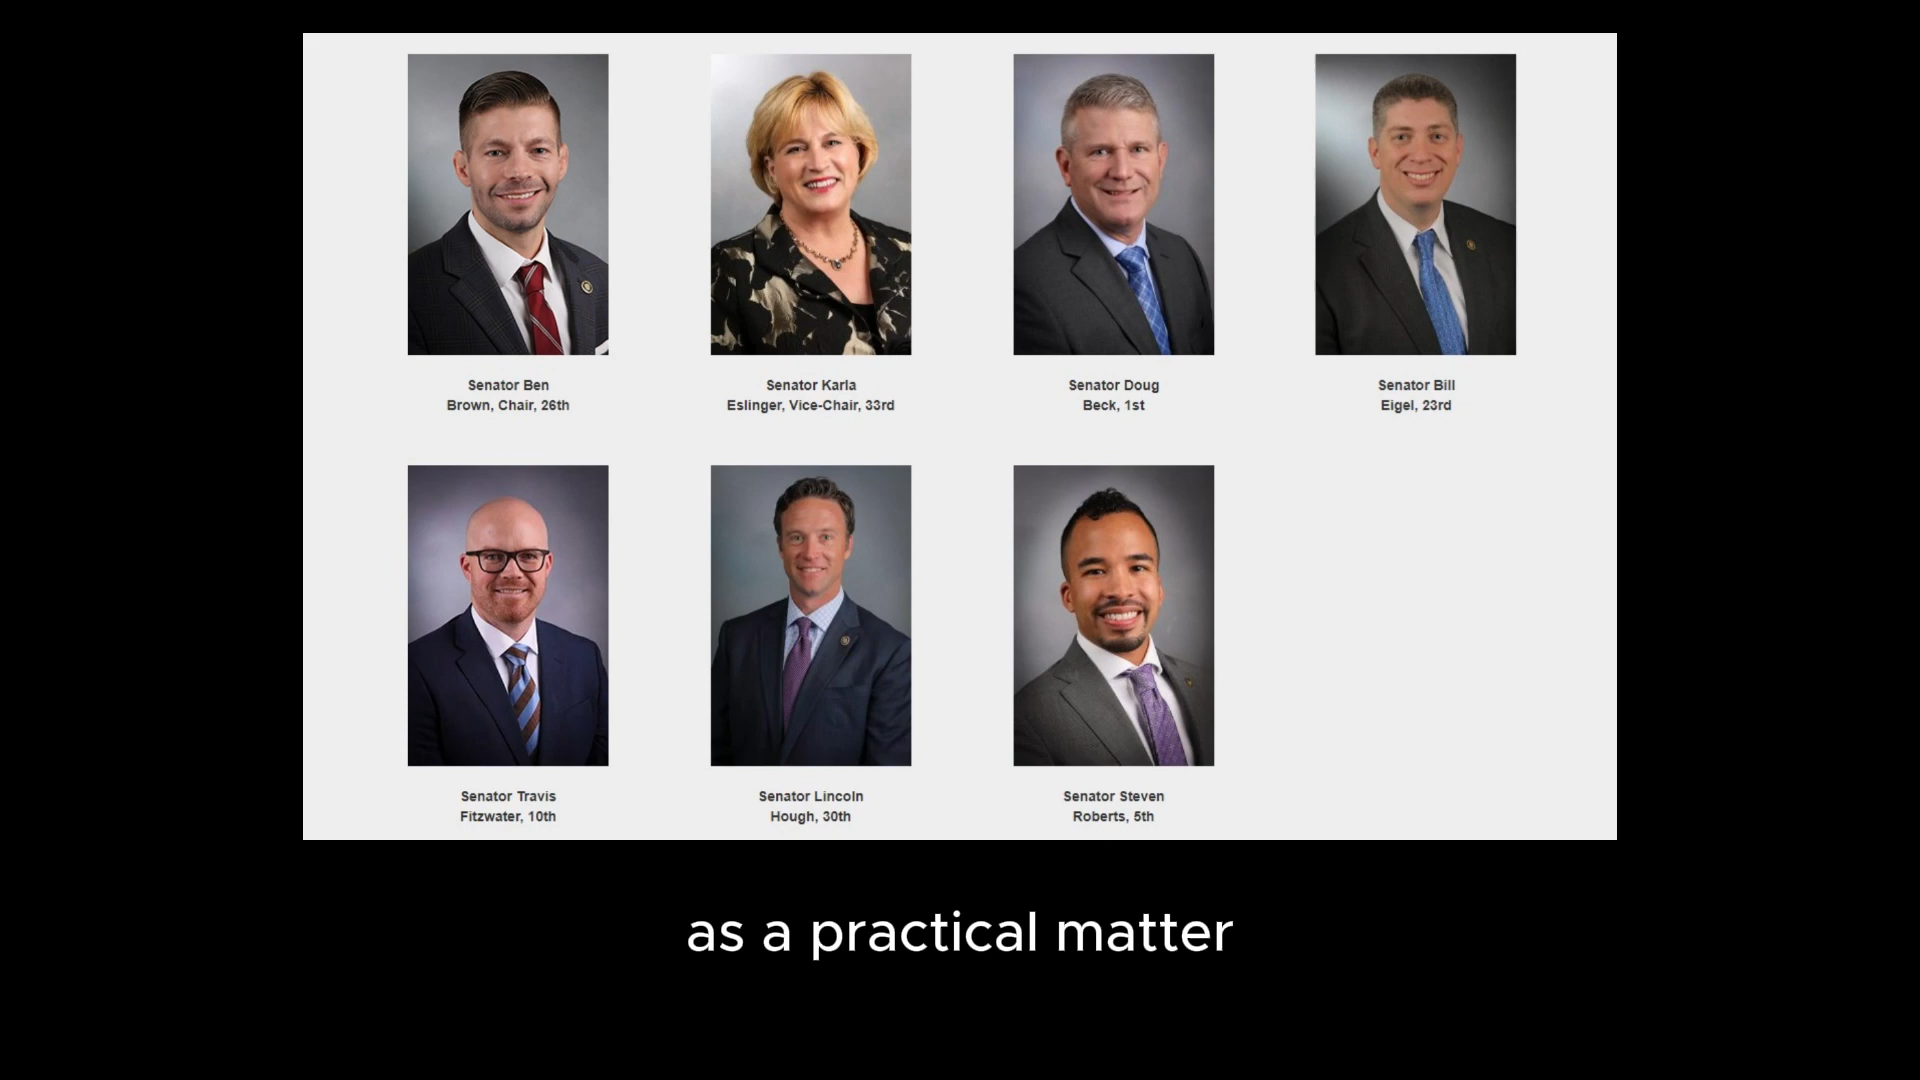 Senator Ben
Brown, Chair, 26th
Senator Karla
Eslinger, Vice-Chair, 33rd
Senator Doug
Beck, 1st
Senator Bill
Eigel, 23rd
Senator Travis
Fitzwater, 10th
Senator Lincoln
Hough, 30th
Senator Steven
Roberts, 5th
as a practical matter